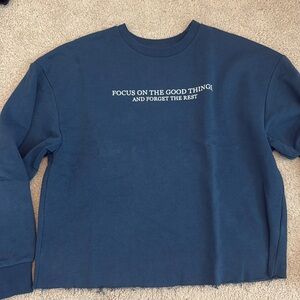 FOCUS ON THE GOOD THINGS
AND FORGET THE REST